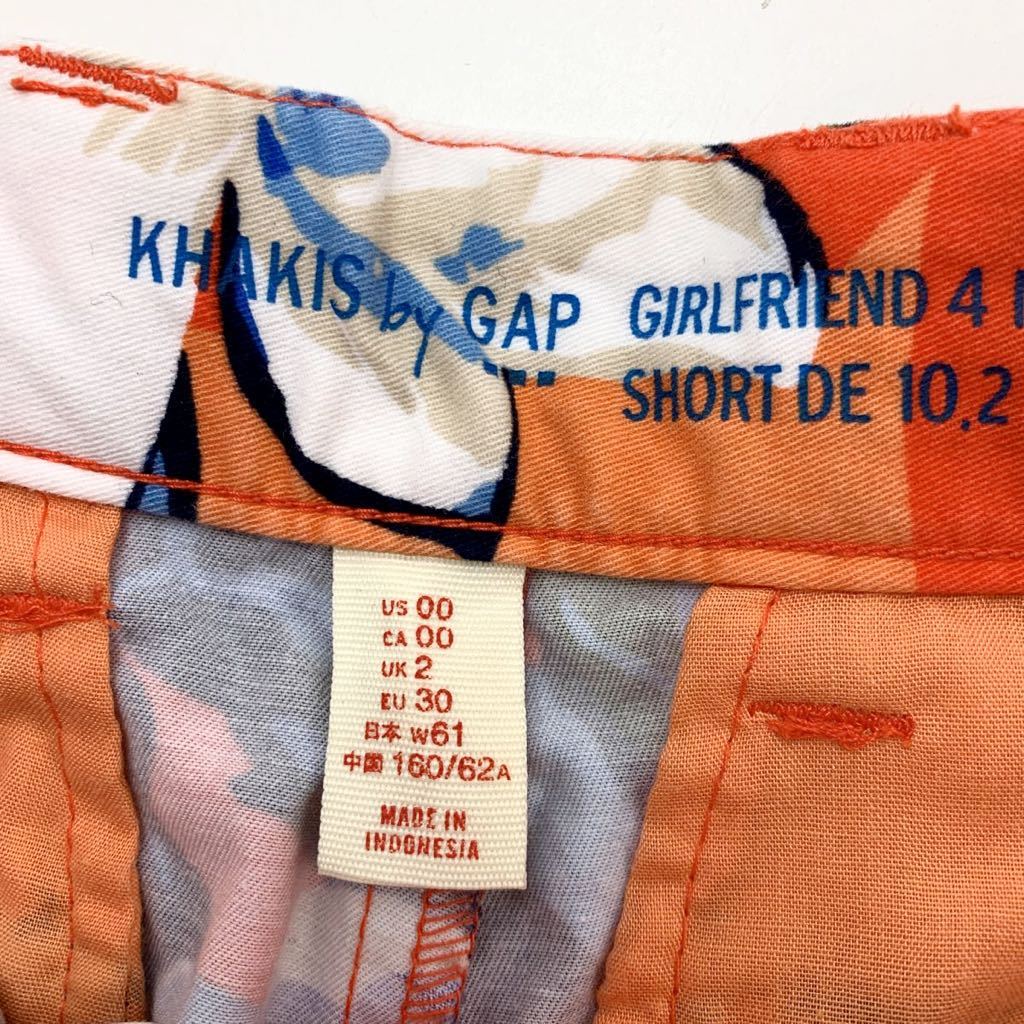 KHAKIS by GAP GIRLFRIEND 4
SHORT DE 10,2
US 00
CA 00
UK 2
EU 30
日本 W61
中国 160/62A
MADE IN
INDONESIA